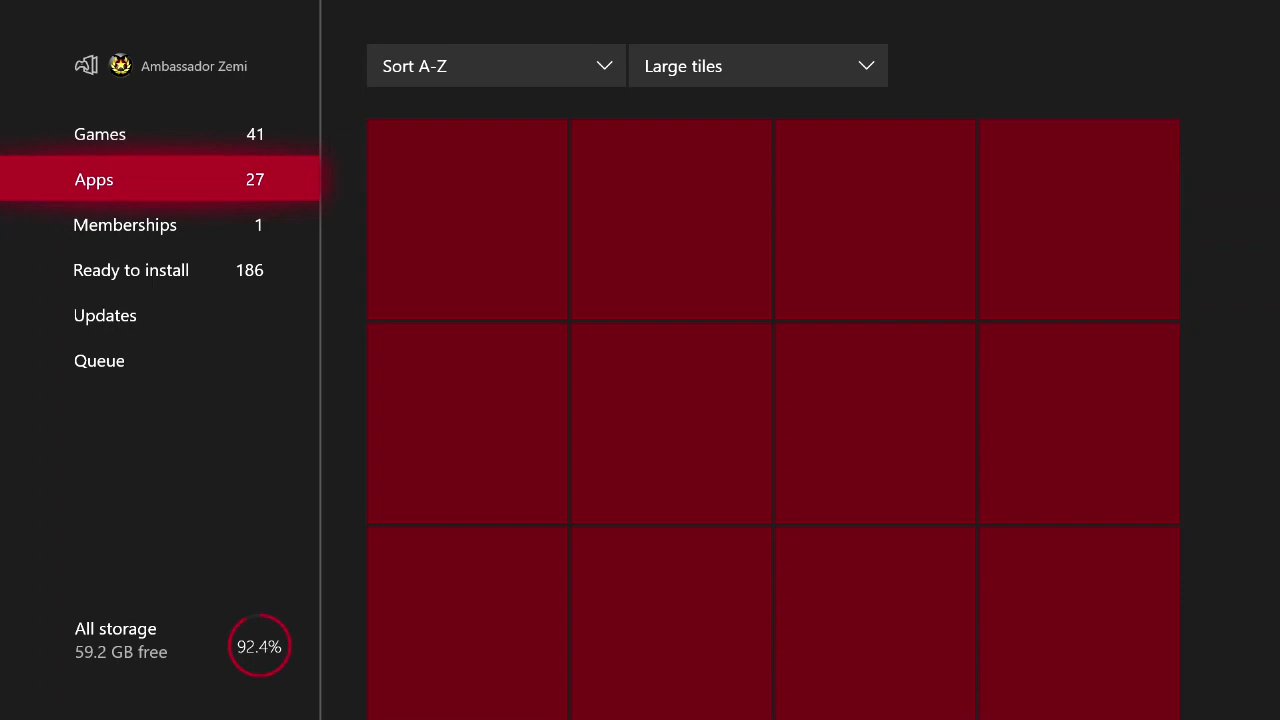 Ambassador Zemi
Games 41
Apps 27
Memberships 1
Ready to install 186
Updates
Queue
All storage
59.2 GB free
92.4%
Sort A-Z
Large tiles